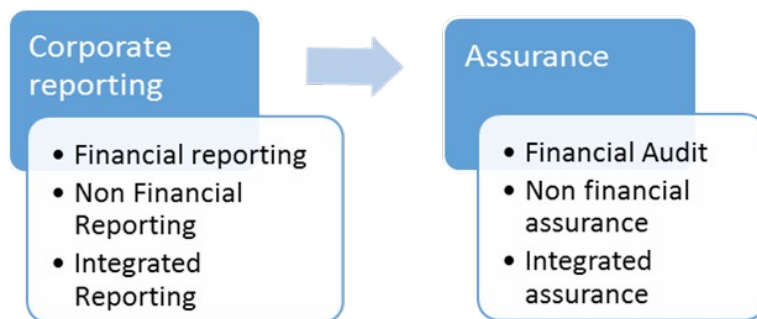 Corporate
reporting
• Financial reporting
• Non Financial
Reporting
• Integrated
Reporting
Assurance
• Financial Audit
• Non financial
assurance
• Integrated
assurance